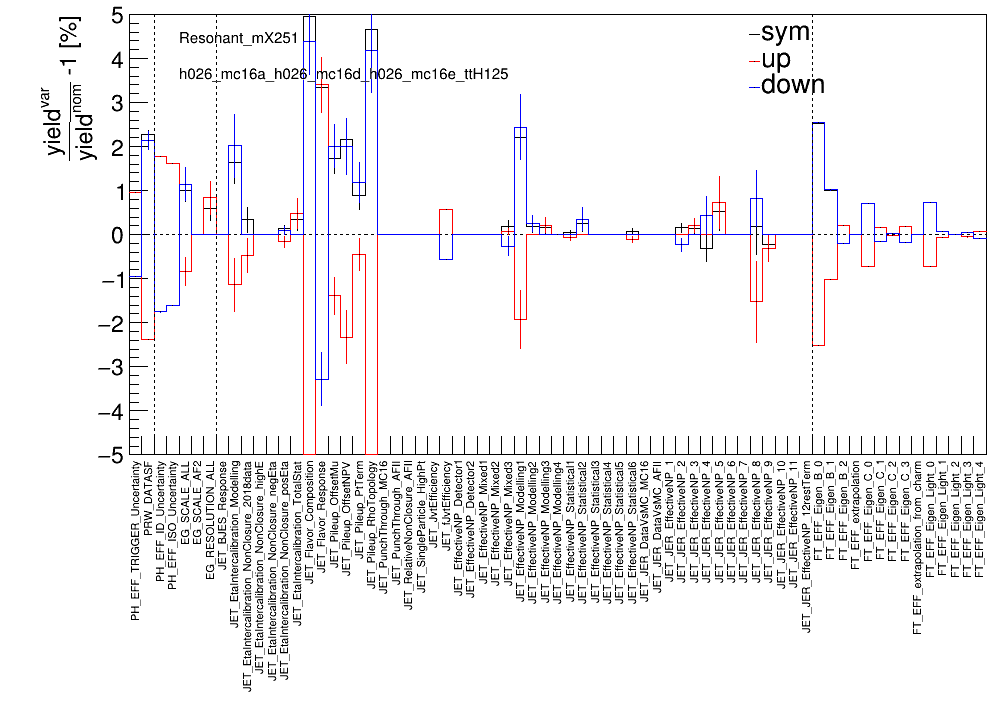 yield^var / yield^nom -1 [%]
5
4
3
2
1
0
−1
−2
−3
−4
−5
Resonant_mX251
h026_mc16a_h026_mc16d_h026_mc16e_ttH125
sym
up
down
PH_EFF_TRIGGER_Uncertainty
PRW_DATASF
PH_EFF_ID_Uncertainty
PH_EFF_ISO_Uncertainty
EG_SCALE_ALL
EG_SCALE_AF2
EG_RESOLUTION_ALL
JET_BJES_Response
JET_EtaIntercalibration_Modelling
JET_EtaIntercalibration_NonClosure_2018data
JET_EtaIntercalibration_NonClosure_highE
JET_EtaIntercalibration_NonClosure_negEta
JET_EtaIntercalibration_NonClosure_posEta
JET_EtaIntercalibration_TotalStat
JET_Flavor_Composition
JET_Flavor_Response
JET_Pileup_OffsetMu
JET_Pileup_OffsetNPV
JET_Pileup_PtTerm
JET_Pileup_RhoTopology
JET_PunchThrough_MC16
JET_PunchThrough_AFII
JET_RelativeNonClosure_AFII
JET_SingleParticle_HighPt
JET_JvtEfficiency
JET_fJvtEfficiency
JET_EffectiveNP_Detector1
JET_EffectiveNP_Detector2
JET_EffectiveNP_Mixed1
JET_EffectiveNP_Mixed2
JET_EffectiveNP_Mixed3
JET_EffectiveNP_Modelling1
JET_EffectiveNP_Modelling2
JET_EffectiveNP_Modelling3
JET_EffectiveNP_Modelling4
JET_EffectiveNP_Statistical1
JET_EffectiveNP_Statistical2
JET_EffectiveNP_Statistical3
JET_EffectiveNP_Statistical4
JET_EffectiveNP_Statistical5
JET_EffectiveNP_Statistical6
JET_JER_DataVsMC_MC16
JET_JER_DataVsMC_AFII
JET_JER_EffectiveNP_1
JET_JER_EffectiveNP_2
JET_JER_EffectiveNP_3
JET_JER_EffectiveNP_4
JET_JER_EffectiveNP_5
JET_JER_EffectiveNP_6
JET_JER_EffectiveNP_7
JET_JER_EffectiveNP_8
JET_JER_EffectiveNP_9
JET_JER_EffectiveNP_10
JET_JER_EffectiveNP_11
JET_JER_EffectiveNP_12restTerm
FT_EFF_Eigen_B_0
FT_EFF_Eigen_B_1
FT_EFF_Eigen_B_2
FT_EFF_extrapolation
FT_EFF_Eigen_C_0
FT_EFF_Eigen_C_1
FT_EFF_Eigen_C_2
FT_EFF_Eigen_C_3
FT_EFF_extrapolation_from_charm
FT_EFF_Eigen_Light_0
FT_EFF_Eigen_Light_1
FT_EFF_Eigen_Light_2
FT_EFF_Eigen_Light_3
FT_EFF_Eigen_Light_4